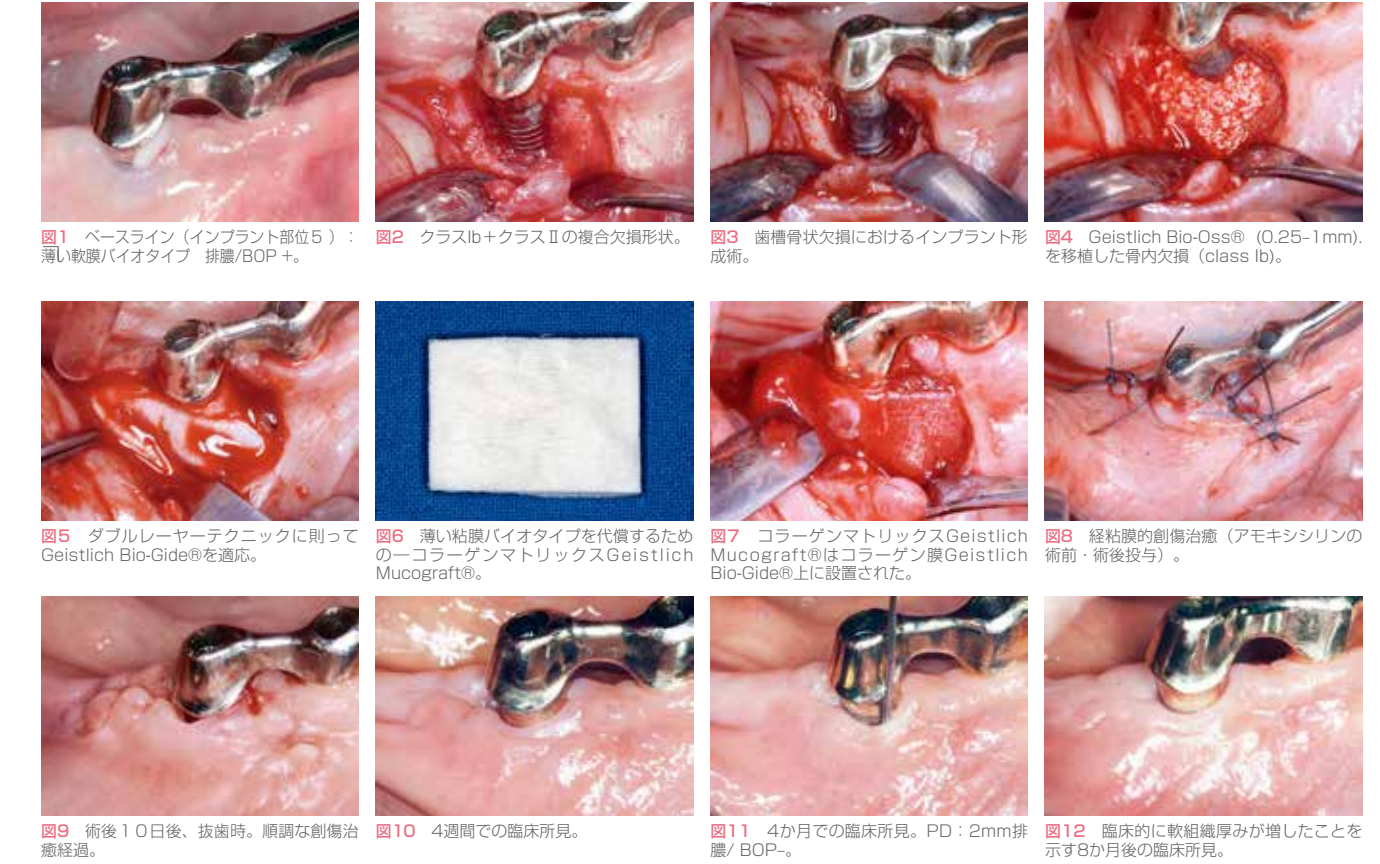 図1　ベースライン（インプラント部位5 ）：
薄い軟膜バイオタイプ　排膿/BOP +。
図2　クラスIb＋クラスⅡの複合欠損形状。
図3　歯槽骨状欠損におけるインプラント形
成術。
図4　Geistlich Bio-Oss®（0.25–1mm).
を移植した骨内欠損（class Ib)。
図5　ダブルレーヤーテクニックに則って
Geistlich Bio-Gide®を適応。
図6　薄い粘膜バイオタイプを代償するため
の—コラーゲンマトリックスGeistlich
Mucograft®。
図7　コラーゲンマトリックスGeistlich
Mucograft®はコラーゲン膜Geistlich
Bio-Gide®上に設置された。
図8　経粘膜的創傷治癒（アモキシシリンの
術前・術後投与）。
図9　術後１０日後、抜歯時。順調な創傷治
癒経過。
図10　4週間での臨床所見。
図11　4か月での臨床所見。PD：2mm排
膿/ BOP–。
図12　臨床的に軟組織厚みが増したことを
示す8か月後の臨床所見。